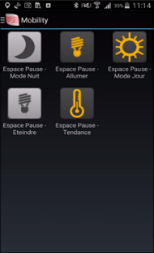 39% 11:14
Mobility
Espace Pause -
Mode Nuit
Espace Pause -
Allumer
Espace Pause -
Mode Jour
Espace Pause -
Eteindre
Espace Pause -
Tendance